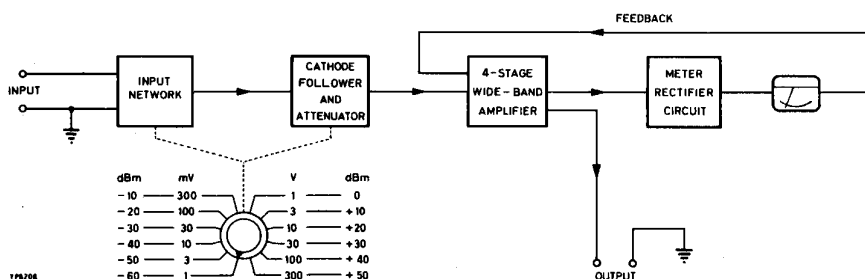 FEEDBACK
INPUT
INPUT
NETWORK
CATHODE
FOLLOWER
AND
ATTENUATOR
4-STAGE
WIDE-BAND
AMPLIFIER
METER
RECTIFIER
CIRCUIT
dBm mV V dBm
-10 300 1 0
-20 100 3 +10
-30 30 10 +20
-40 10 30 +30
-50 3 100 +40
-60 1 300 +50
OUTPUT